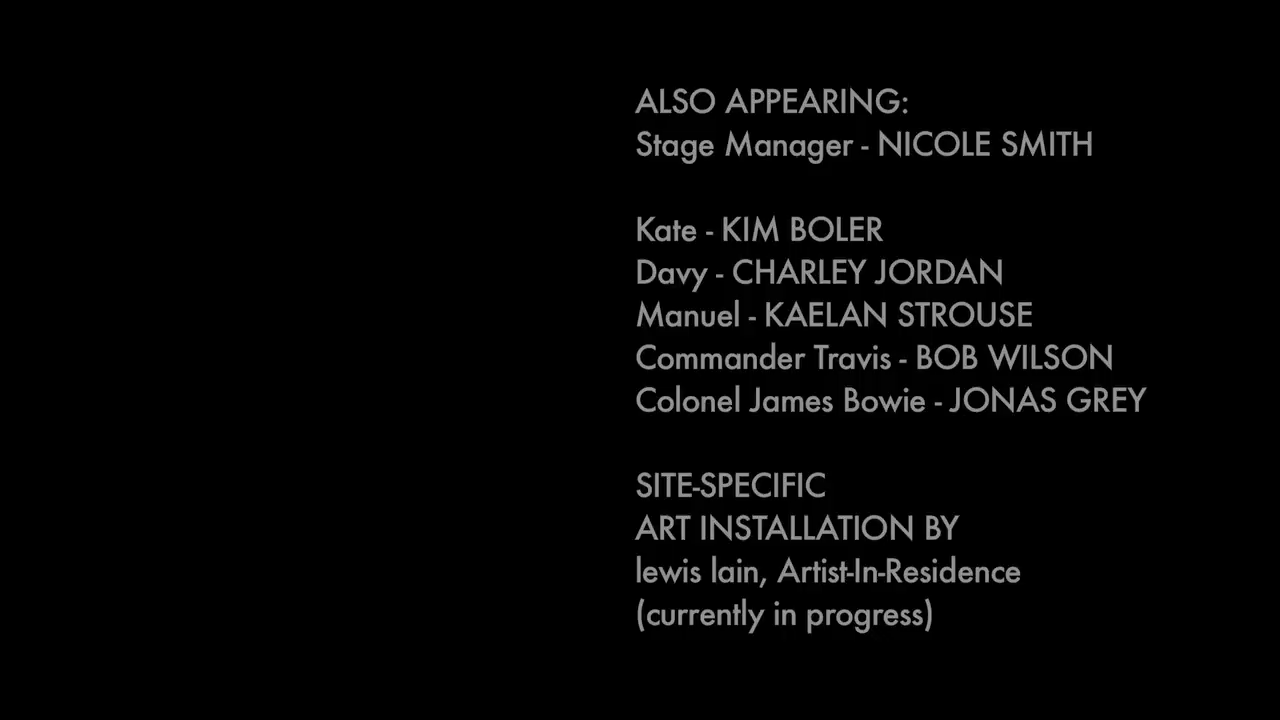 ALSO APPEARING:
Stage Manager - NICOLE SMITH
Kate - KIM BOLER
Davy - CHARLEY JORDAN
Manuel - KAELAN STROUSE
Commander Travis - BOB WILSON
Colonel James Bowie - JONAS GREY
SITE-SPECIFIC
ART INSTALLATION BY
lewis lain, Artist-In-Residence
(currently in progress)